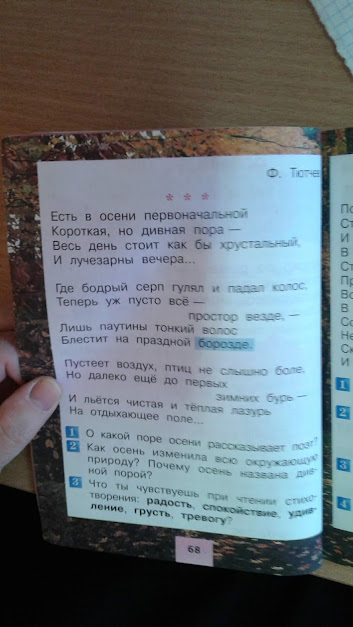 Ф. Тютчев
* * *
Есть в осени первоначальной
Короткая, но дивная пора —
Весь день стоит как бы хрустальный,
И лучезарны вечера...
Где бодрый серп гулял и падал колос,
Теперь уж пусто всё —
простор везде, —
Лишь паутины тонкий волос
Блестит на праздной борозде.
Пустеет воздух, птиц не слышно боле,
Но далеко ещё до первых
зимних бурь —
И льётся чистая и тёплая лазурь
На отдыхающее поле...
1 О какой поре осени рассказывает поэт?
2 Как осень изменила всю окружающую
природу? Почему осень названа див-
ной порой?
3 Что ты чувствуешь при чтении стихо-
творения: радость, спокойствие, удив-
ление, грусть, тревогу?
68
1
2
3
4